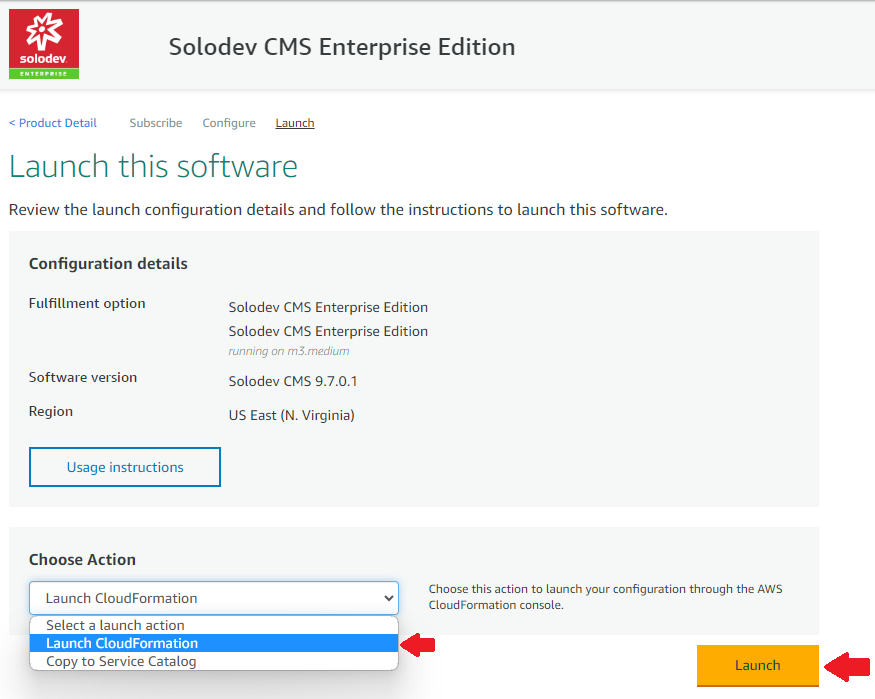 solodev
ENTERPRISE
Solodev CMS Enterprise Edition
< Product Detail Subscribe Configure Launch
Launch this software
Review the launch configuration details and follow the instructions to launch this software.
Configuration details
Fulfillment option
Solodev CMS Enterprise Edition
Solodev CMS Enterprise Edition
running on m3.medium
Software version
Solodev CMS 9.7.0.1
Region
US East (N. Virginia)
Usage instructions
Choose Action
Launch CloudFormation
Select a launch action
Launch CloudFormation
Copy to Service Catalog
Choose this action to launch your configuration through the AWS
CloudFormation console.
Launch